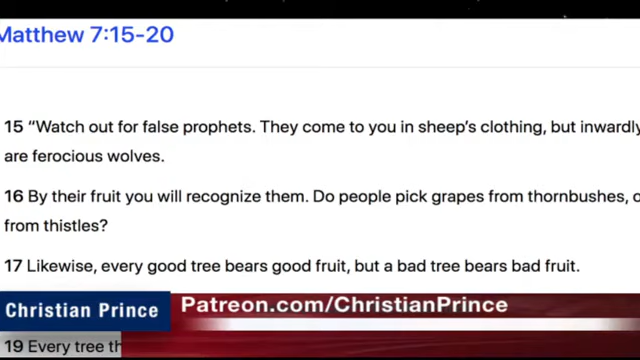 Matthew 7:15-20
15 “Watch out for false prophets. They come to you in sheep’s clothing, but inwardly
are ferocious wolves.
16 By their fruit you will recognize them. Do people pick grapes from thornbushes,
from thistles?
17 Likewise, every good tree bears good fruit, but a bad tree bears bad fruit.
Christian Prince
Patreon.com/ChristianPrince
19 Every tree th